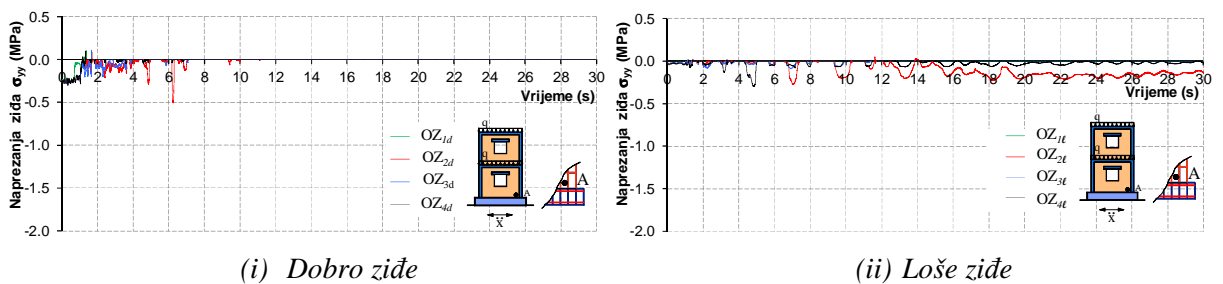 Naprezanja ziđa σyy (MPa)
0.5
0.0
-0.5
-1.0
-1.5
-2.0
0 2 4 6 8 10 12 14 16 18 20 22 24 26 28 30
Vrijeme (s)
OZ1d
OZ2d
OZ3d
OZ4d
q
q
A
ẍ
A
(i) Dobro ziđe
Naprezanja ziđa σyy (MPa)
0.5
0.0
-0.5
-1.0
-1.5
-2.0
0 2 4 6 8 10 12 14 16 18 20 22 24 26 28 30
Vrijeme (s)
OZ1ℓ
OZ2ℓ
OZ3ℓ
OZ4ℓ
q
q
A
ẍ
A
(ii) Loše ziđe